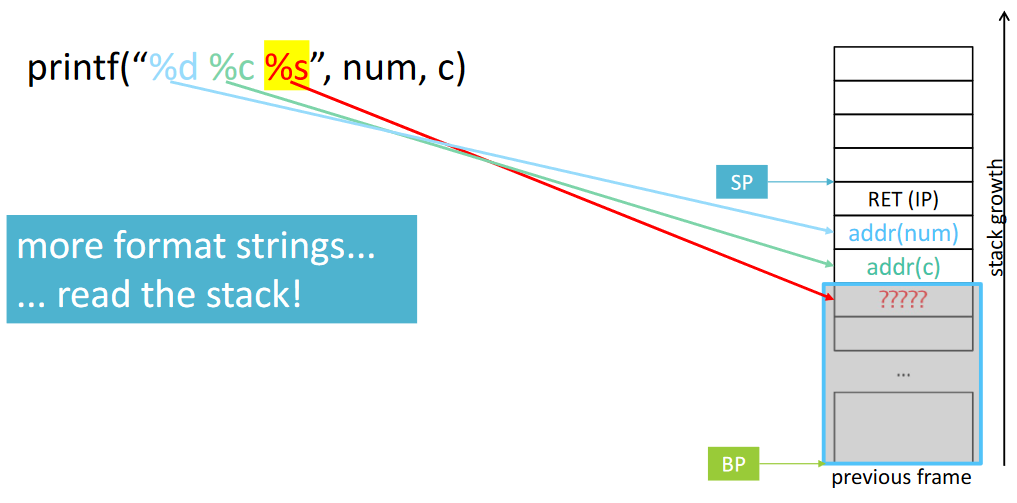 printf(“%d %c %s”, num, c)
more format strings...
... read the stack!
SP
RET (IP)
addr(num)
addr(c)
?????
...
BP
previous frame
stack growth